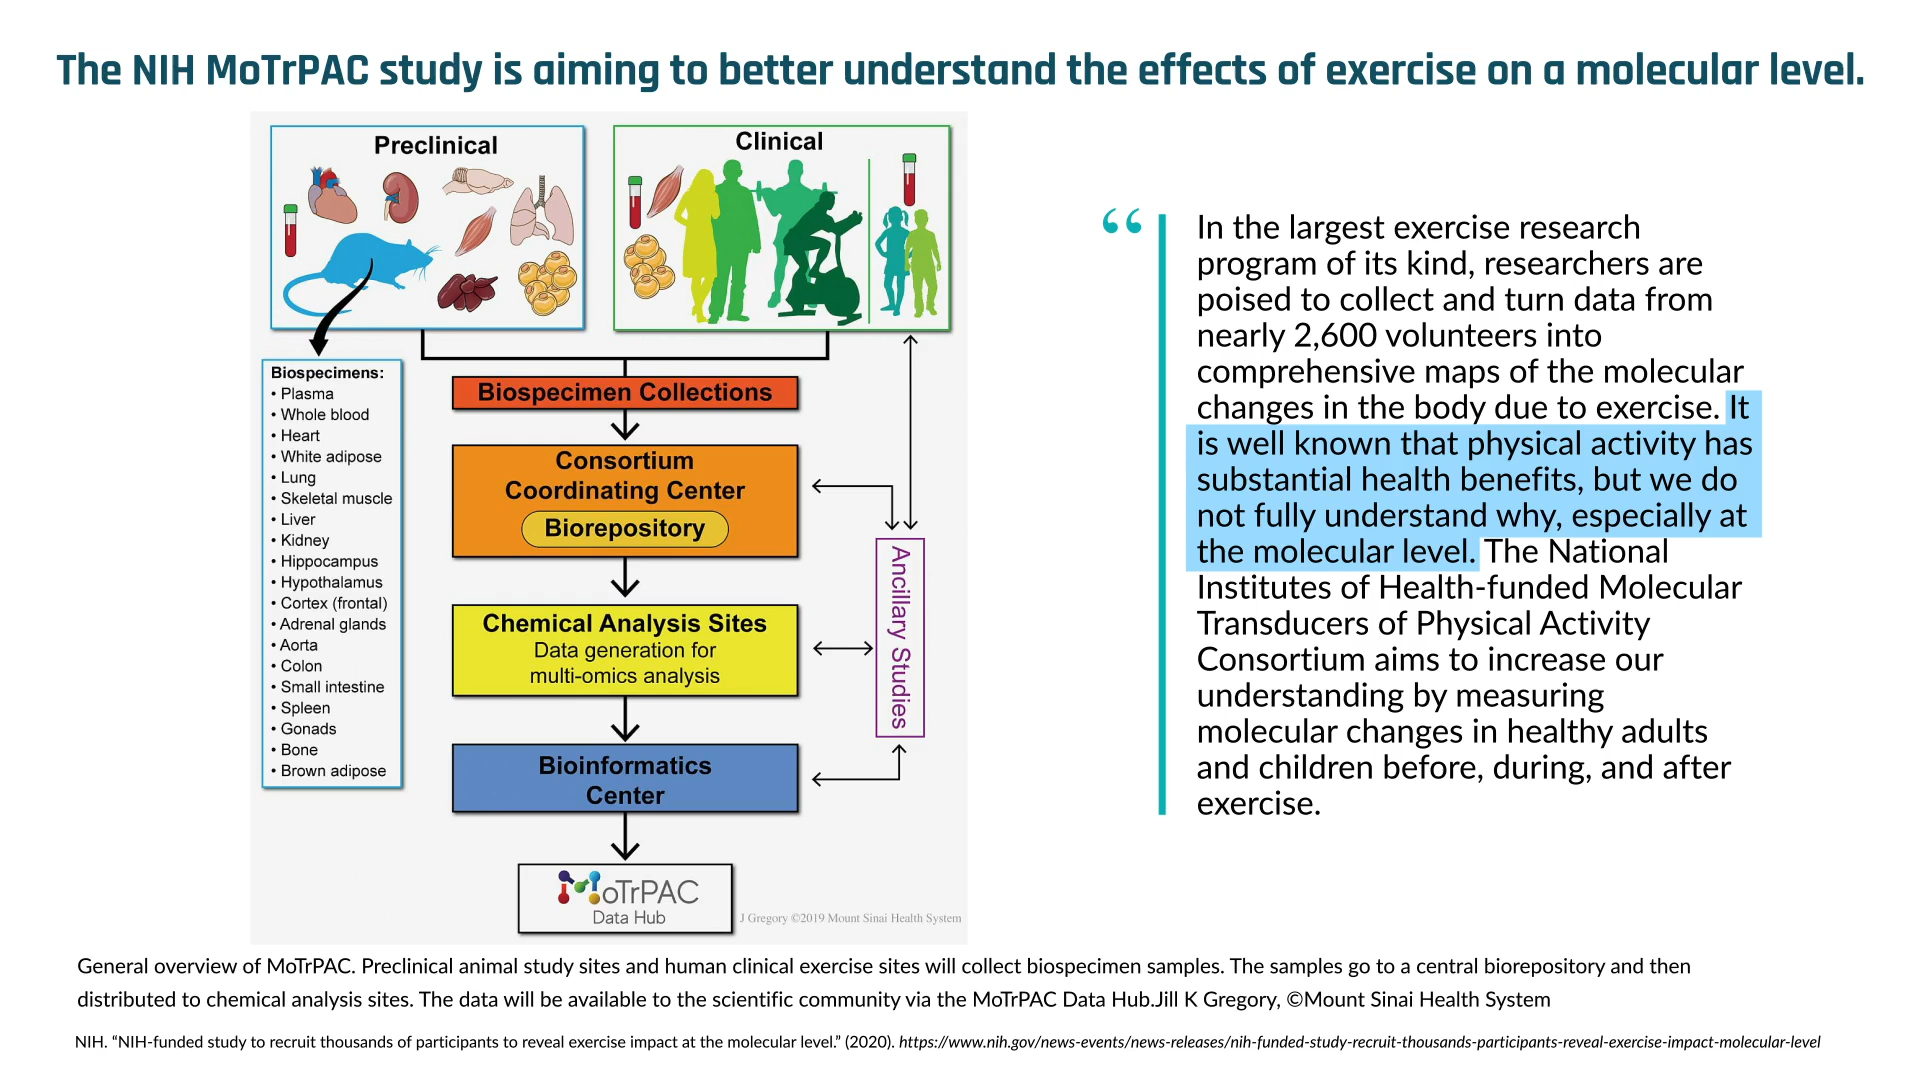 The NIH MoTrPAC study is aiming to better understand the effects of exercise on a molecular level.
Preclinical
Clinical
Biospecimens:
• Plasma
• Whole blood
• Heart
• White adipose
• Lung
• Skeletal muscle
• Liver
• Kidney
• Hippocampus
• Hypothalamus
• Cortex (frontal)
• Adrenal glands
• Aorta
• Colon
• Small intestine
• Spleen
• Gonads
• Bone
• Brown adipose
Biospecimen Collections
Consortium
Coordinating Center
Biorepository
Chemical Analysis Sites
Data generation for
multi-omics analysis
Ancillary Studies
Bioinformatics
Center
MoTrPAC
Data Hub
J Gregory ©2019 Mount Sinai Health System
“
In the largest exercise research
program of its kind, researchers are
poised to collect and turn data from
nearly 2,600 volunteers into
comprehensive maps of the molecular
changes in the body due to exercise. It
is well known that physical activity has
substantial health benefits, but we do
not fully understand why, especially at
the molecular level. The National
Institutes of Health-funded Molecular
Transducers of Physical Activity
Consortium aims to increase our
understanding by measuring
molecular changes in healthy adults
and children before, during, and after
exercise.
General overview of MoTrPAC. Preclinical animal study sites and human clinical exercise sites will collect biospecimen samples. The samples go to a central biorepository and then
distributed to chemical analysis sites. The data will be available to the scientific community via the MoTrPAC Data Hub.Jill K Gregory, ©Mount Sinai Health System
NIH. “NIH-funded study to recruit thousands of participants to reveal exercise impact at the molecular level.” (2020). https://www.nih.gov/news-events/news-releases/nih-funded-study-recruit-thousands-participants-reveal-exercise-impact-molecular-level